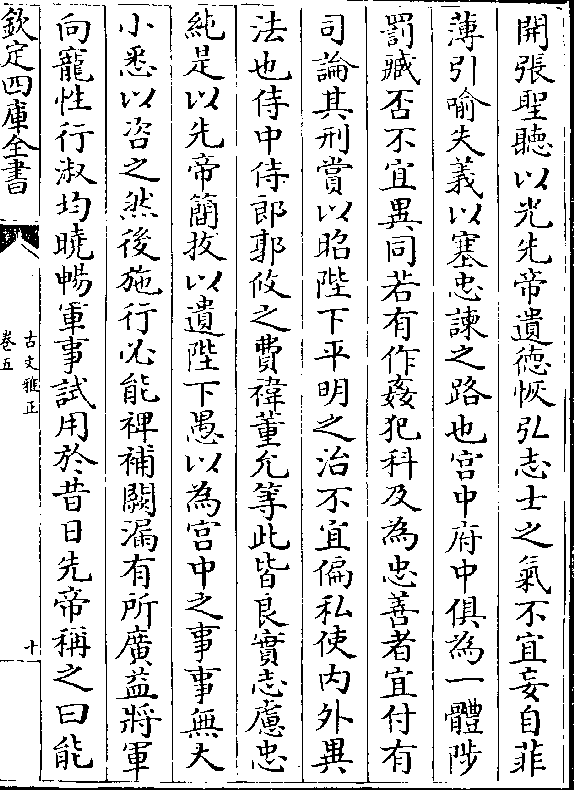 開張聖聽以光先帝遺德恢弘志士之氣不宜妄自菲
薄引喻失義以塞忠諫之路也宫中府中俱為一體陟
罰臧否不宜異同若有作姦犯科及為忠善者宜付有
司論其刑賞以昭陛下平明之治不宜偏私使内外異
法也侍中侍郎郭攸之費禕董允等此皆良實志慮忠
純是以先帝簡拔以遺陛下愚以為宫中之事事無大
小悉以咨之然後施行必能裨補闕漏有所廣益將軍
向寵性行淑均曉暢軍事試用於昔日先帝稱之曰能
欽定四庫全書
古文雅正
卷五
十